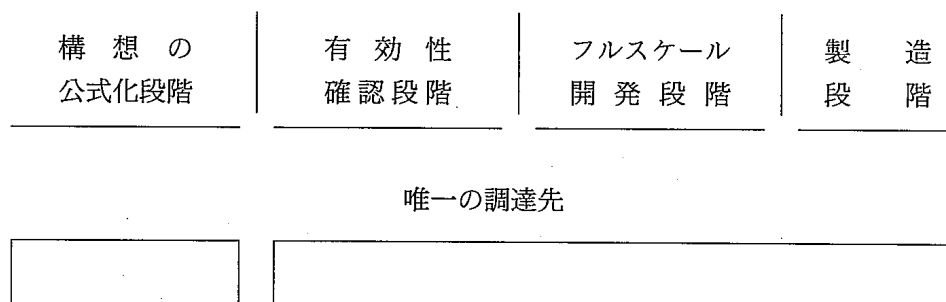 構想の 有効性 フルスケール 製造
公式化段階 確認段階 開発段階 段階
唯一の調達先